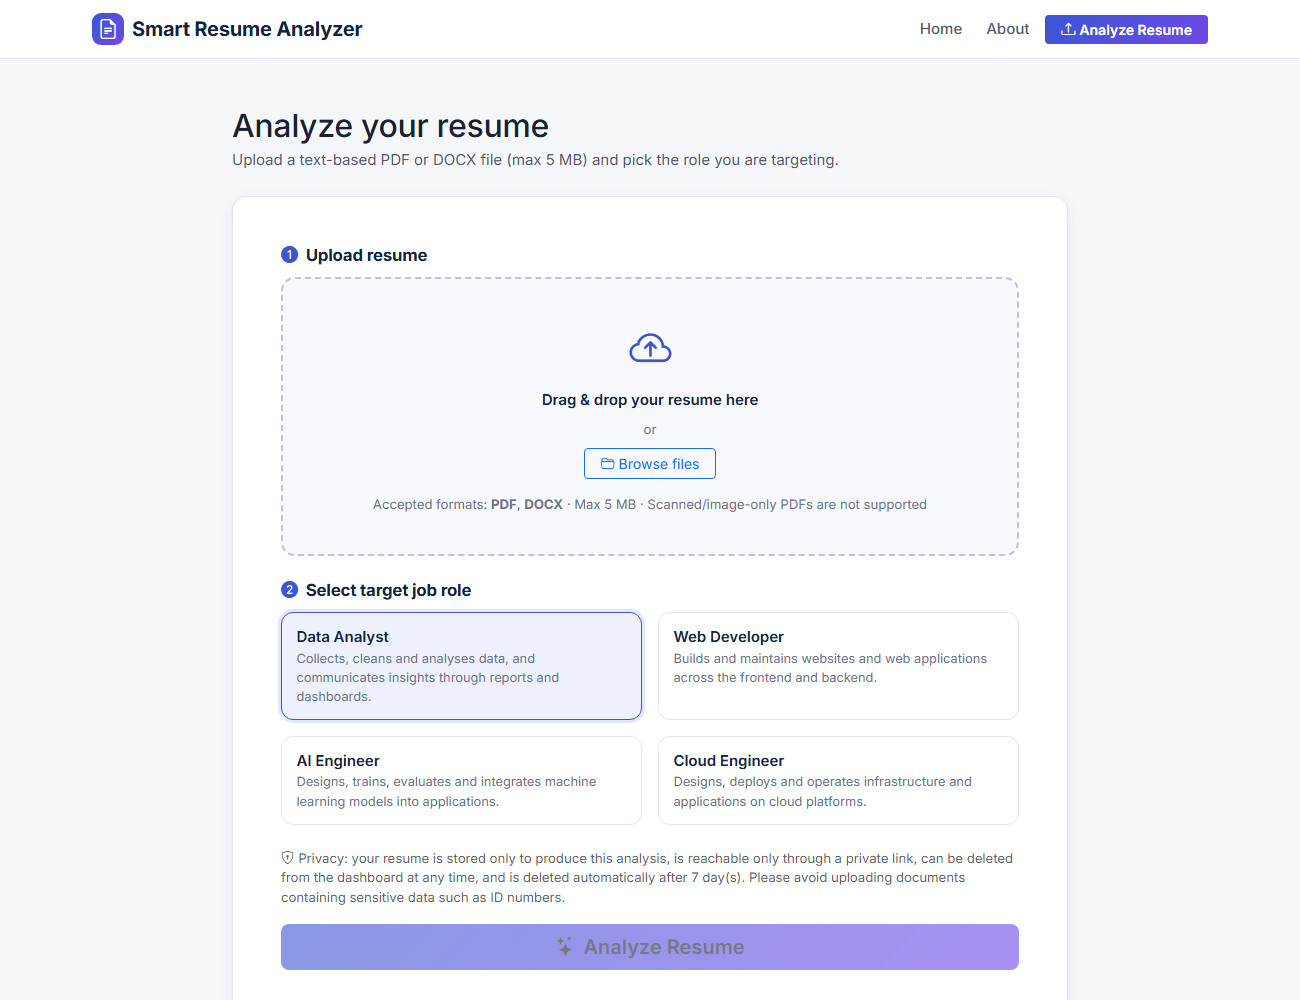 Smart Resume Analyzer
Home
About
Analyze Resume
Analyze your resume
Upload a text-based PDF or DOCX file (max 5 MB) and pick the role you are targeting.
1 Upload resume
Drag & drop your resume here
or
Browse files
Accepted formats: PDF, DOCX · Max 5 MB · Scanned/image-only PDFs are not supported
2 Select target job role
Data Analyst
Collects, cleans and analyses data, and
communicates insights through reports and
dashboards.
Web Developer
Builds and maintains websites and web applications
across the frontend and backend.
AI Engineer
Designs, trains, evaluates and integrates machine
learning models into applications.
Cloud Engineer
Designs, deploys and operates infrastructure and
applications on cloud platforms.
Privacy: your resume is stored only to produce this analysis, is reachable only through a private link, can be deleted
from the dashboard at any time, and is deleted automatically after 7 day(s). Please avoid uploading documents
containing sensitive data such as ID numbers.
Analyze Resume